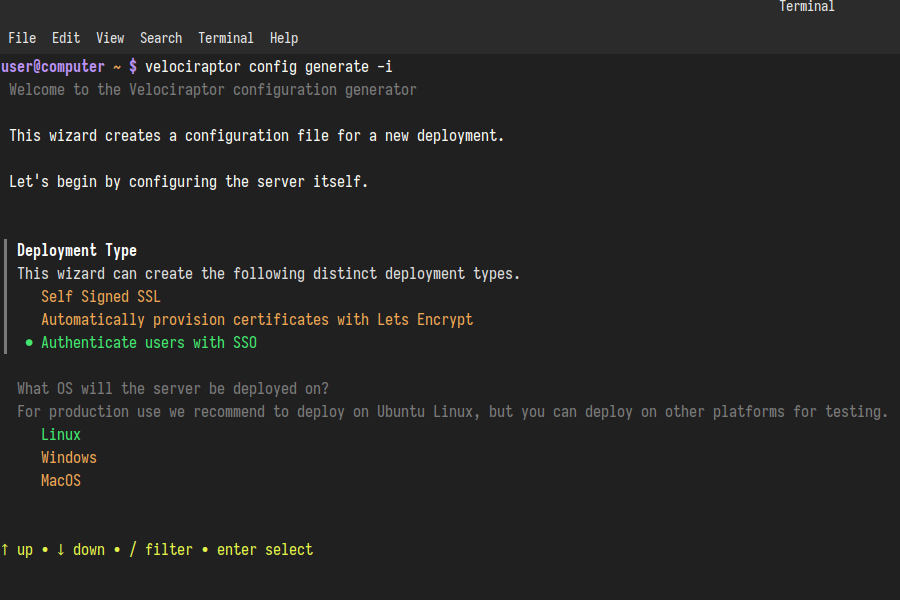 Terminal
File Edit View Search Terminal Help
user@computer ~ $ velociraptor config generate -i
Welcome to the Velociraptor configuration generator
This wizard creates a configuration file for a new deployment.
Let's begin by configuring the server itself.
Deployment Type
This wizard can create the following distinct deployment types.
Self Signed SSL
Automatically provision certificates with Lets Encrypt
• Authenticate users with SSO
What OS will the server be deployed on?
For production use we recommend to deploy on Ubuntu Linux, but you can deploy on other platforms for testing.
Linux
Windows
MacOS
↑ up • ↓ down • / filter • enter select